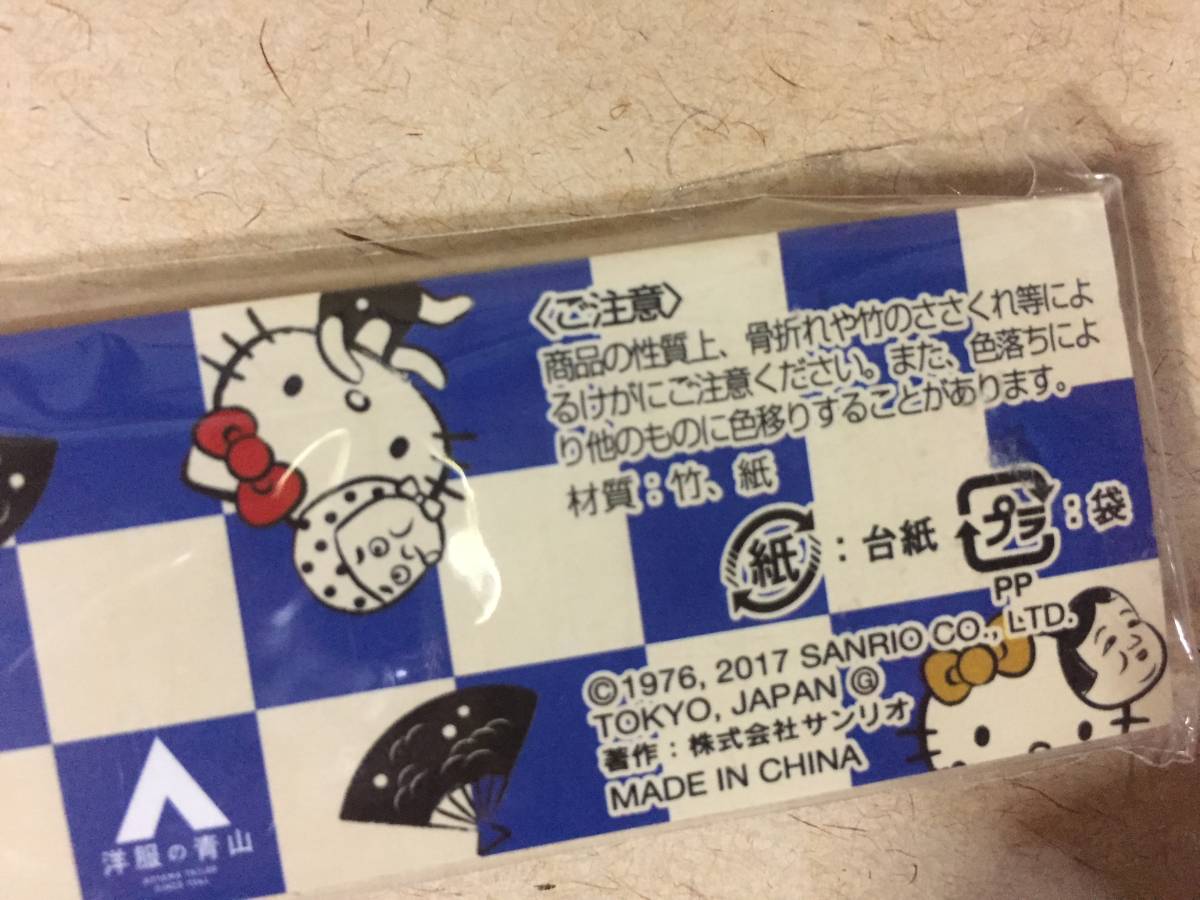 〈ご注意〉
商品の性質上、骨折れや竹のささくれ等によ
るけがにご注意ください。また、色落ちによ
り他のものに色移りすることがあります。
材質：竹、紙
紙：台紙 プラ：袋
PP
©1976, 2017 SANRIO CO., LTD.
TOKYO, JAPAN Ⓖ
著作：株式会社サンリオ
MADE IN CHINA
洋服の青山
AOYAMA TAILOR
SINCE 1964